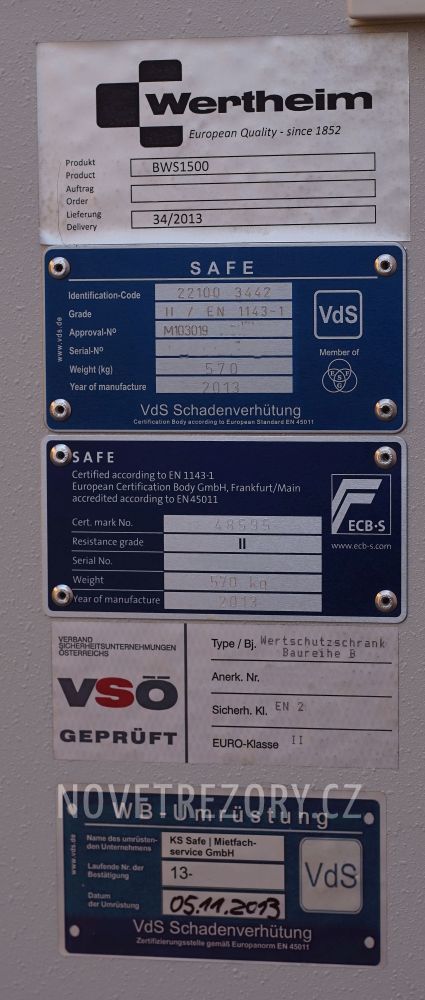 Wertheim
European Quality - since 1852
Produkt
Product BWS1500
Auftrag
Order
Lieferung
Delivery 34/2013
SAFE
Identification-Code 22100 3442
Grade II / EN 1143-1
Approval-Nº M103019
Serial-Nº
Weight (kg) 570
Year of manufacture 2013
www.vds.de
VdS
Member of
VdS Schadenverhütung
Certification Body according to European Standard EN 45011
SAFE
Certified according to EN 1143-1
European Certification Body GmbH, Frankfurt/Main
accredited according to EN 45011
Cert. mark No. 48595
Resistance grade II
Serial No.
Weight 570 kg
Year of manufacture 2013
ECB·S
www.ecb-s.com
VERBAND
SICHERHEITSUNTERNEHMUNGEN
ÖSTERREICHS
VSÖ
GEPRÜFT
Type / Bj. Wertschutzschrank
Baureihe B
Anerk. Nr.
Sicherh. Kl. EN 2
EURO-Klasse II
NOVETREZORY.CZ
WB-Umrüstung
www.vds.de
Name des umrüsten-
den Unternehmens
KS Safe | Mietfach-
service GmbH
Laufende Nr. der
Bestätigung 13-
Datum
der Umrüstung 05.11.2013
VdS
VdS Schadenverhütung
Zertifizierungsstelle gemäß Europanorm EN 45011